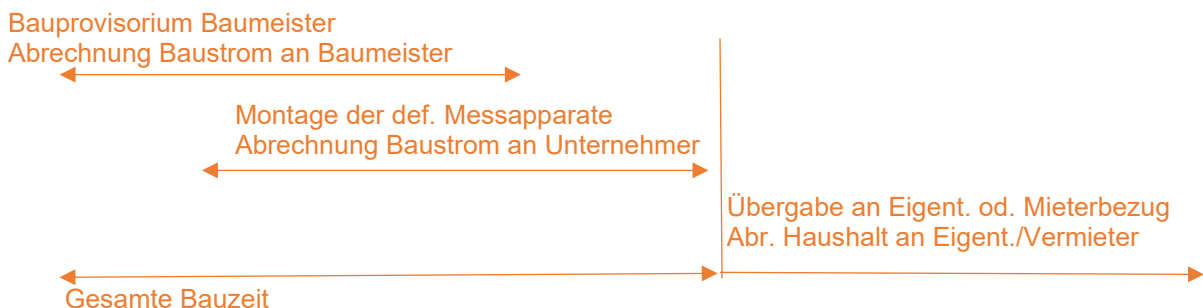 Bauprovisorium Baumeister
Abrechnung Baustrom an Baumeister
Montage der def. Messapparate
Abrechnung Baustrom an Unternehmer
Übergabe an Eigent. od. Mieterbezug
Abr. Haushalt an Eigent./Vermieter
Gesamte Bauzeit